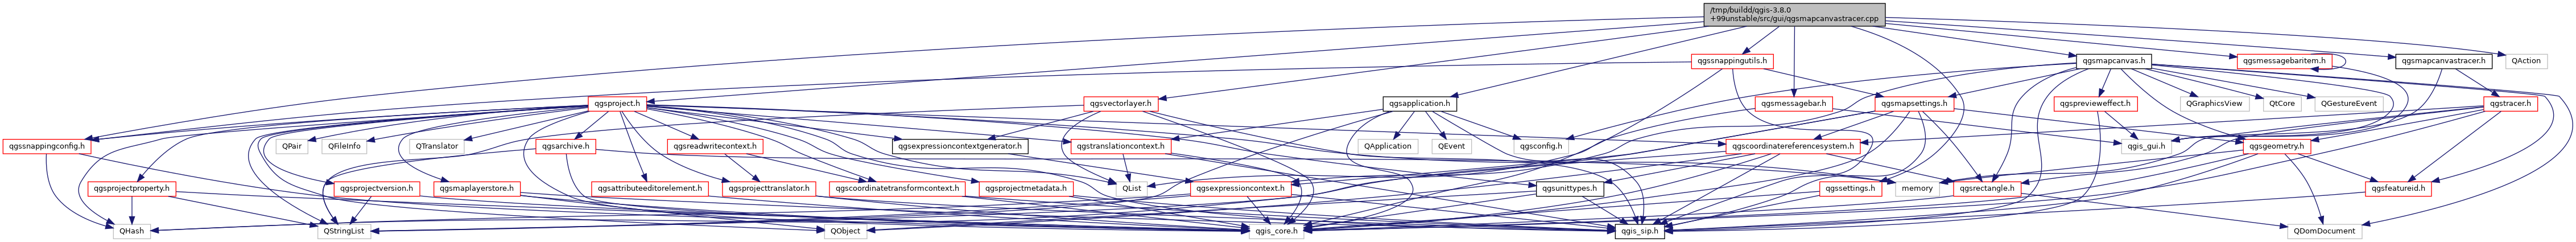 /tmp/buildd/qgis-3.8.0
+99unstable/src/gui/qgsmapcanvastracer.cpp
qgssnappingutils.h
qgsmapcanvas.h
qgsmessagebaritem.h
qgsmapcanvastracer.h
QAction
qgsproject.h
qgsvectorlayer.h
qgsapplication.h
qgsmessagebar.h
qgsmapsettings.h
qgspreviewеffect.h
QGraphicsView
QtCore
QGestureEvent
qgstracer.h
qgssnappingconfig.h
QPair
QFileInfo
QTranslator
qgsarchive.h
qgsreadwritecontext.h
qgsexpressioncontextgenerator.h
qgstranslationcontext.h
QApplication
QEvent
qgsconfig.h
qgscoordinatereferencesystem.h
qgis_gui.h
qgsgeometry.h
qgsprojectproperty.h
qgsprojectversion.h
qgsmaplayerstore.h
qgsattributeeditorelement.h
qgsprojecttranslator.h
qgscoordinatetransformcontext.h
qgsprojectmetadata.h
QList
qgsexpressioncontext.h
qgsunittypes.h
qgssettings.h
memory
qgsrectangle.h
qgsfeatureid.h
QHash
QStringList
QObject
qgis_core.h
qgis_sip.h
QDomDocument